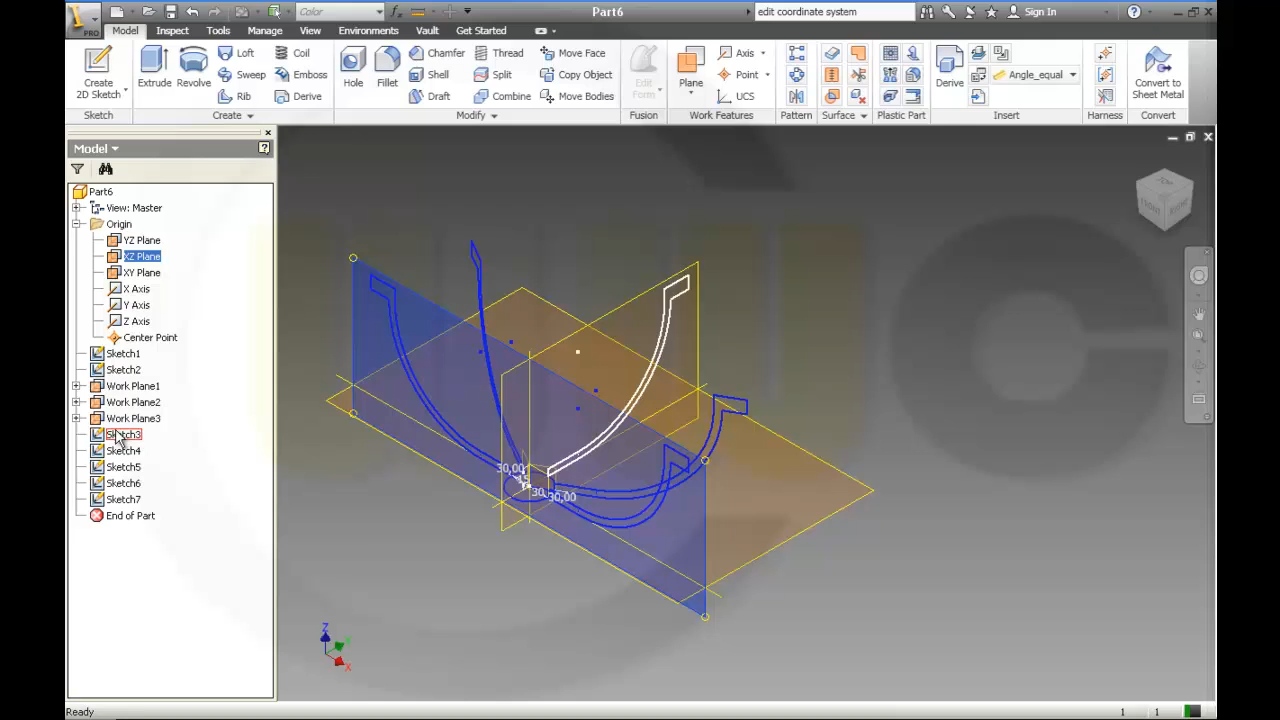 PRO
Color
Part6
edit coordinate system
Sign In
Model Inspect Tools Manage View Environments Vault Get Started
Create 2D Sketch
Extrude Revolve
Loft Sweep Rib
Coil Emboss Derive
Hole Fillet
Chamfer Shell Draft
Thread Split Combine
Move Face Copy Object Move Bodies
Edit Form
Plane
Axis Point UCS
Derive
Angle_equal
Convert to Sheet Metal
Sketch Create Modify Fusion Work Features Pattern Surface Plastic Part Insert Harness Convert
Model
Part6
View: Master
Origin
YZ Plane
XZ Plane
XY Plane
X Axis
Y Axis
Z Axis
Center Point
Sketch1
Sketch2
Work Plane1
Work Plane2
Work Plane3
Sketch3
Sketch4
Sketch5
Sketch6
Sketch7
End of Part
TOP
FRONT
RIGHT
30,00
30,00
Z
X
Ready
1 1